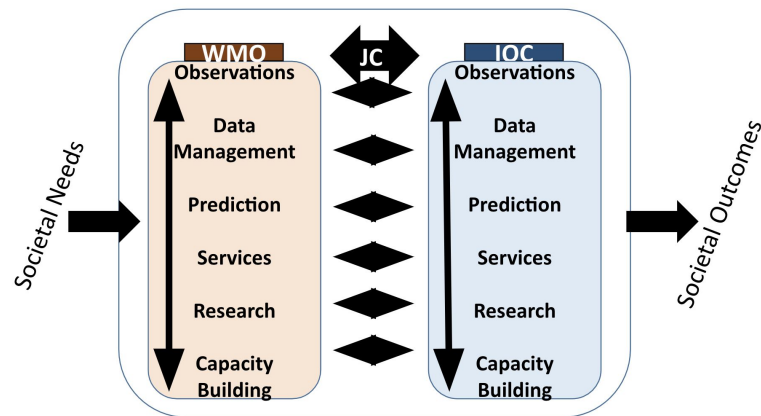 WMO
JC
IOC
Societal Needs
Observations
Data
Management
Prediction
Services
Research
Capacity
Building
Observations
Data
Management
Prediction
Services
Research
Capacity
Building
Societal Outcomes